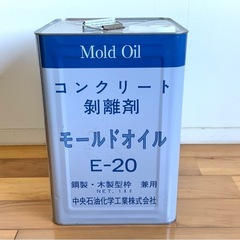 Mold Oil
コンクリート
剝離剤
モールドオイル
E-20
鋼製・木製型枠 兼用
NET. 18ℓ
中央石油化学工業株式会社